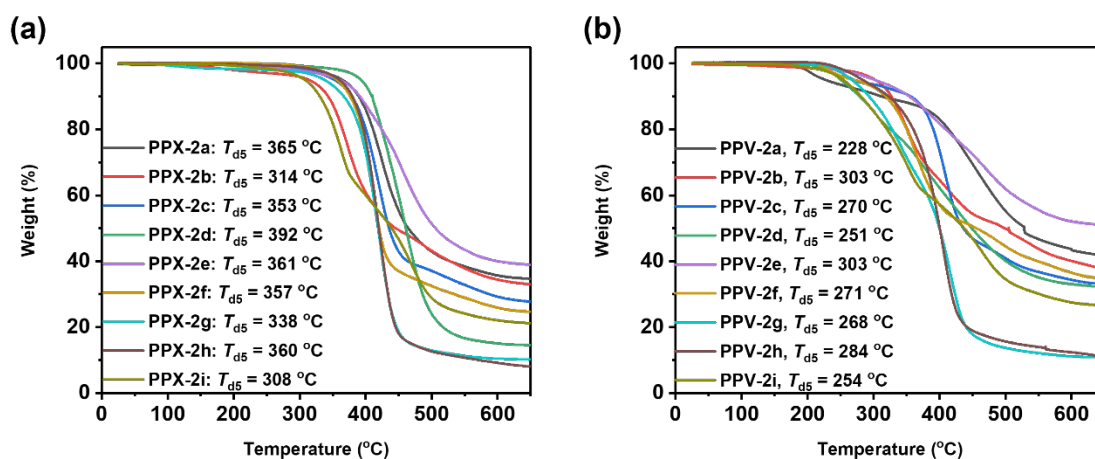 (a)
Weight (%)
100
80
60
40
20
0
PPX-2a: Td5 = 365 °C
PPX-2b: Td5 = 314 °C
PPX-2c: Td5 = 353 °C
PPX-2d: Td5 = 392 °C
PPX-2e: Td5 = 361 °C
PPX-2f: Td5 = 357 °C
PPX-2g: Td5 = 338 °C
PPX-2h: Td5 = 360 °C
PPX-2i: Td5 = 308 °C
0 100 200 300 400 500 600
Temperature (°C)
(b)
Weight (%)
100
80
60
40
20
0
PPV-2a, Td5 = 228 °C
PPV-2b, Td5 = 303 °C
PPV-2c, Td5 = 270 °C
PPV-2d, Td5 = 251 °C
PPV-2e, Td5 = 303 °C
PPV-2f, Td5 = 271 °C
PPV-2g, Td5 = 268 °C
PPV-2h, Td5 = 284 °C
PPV-2i, Td5 = 254 °C
0 100 200 300 400 500 600
Temperature (°C)